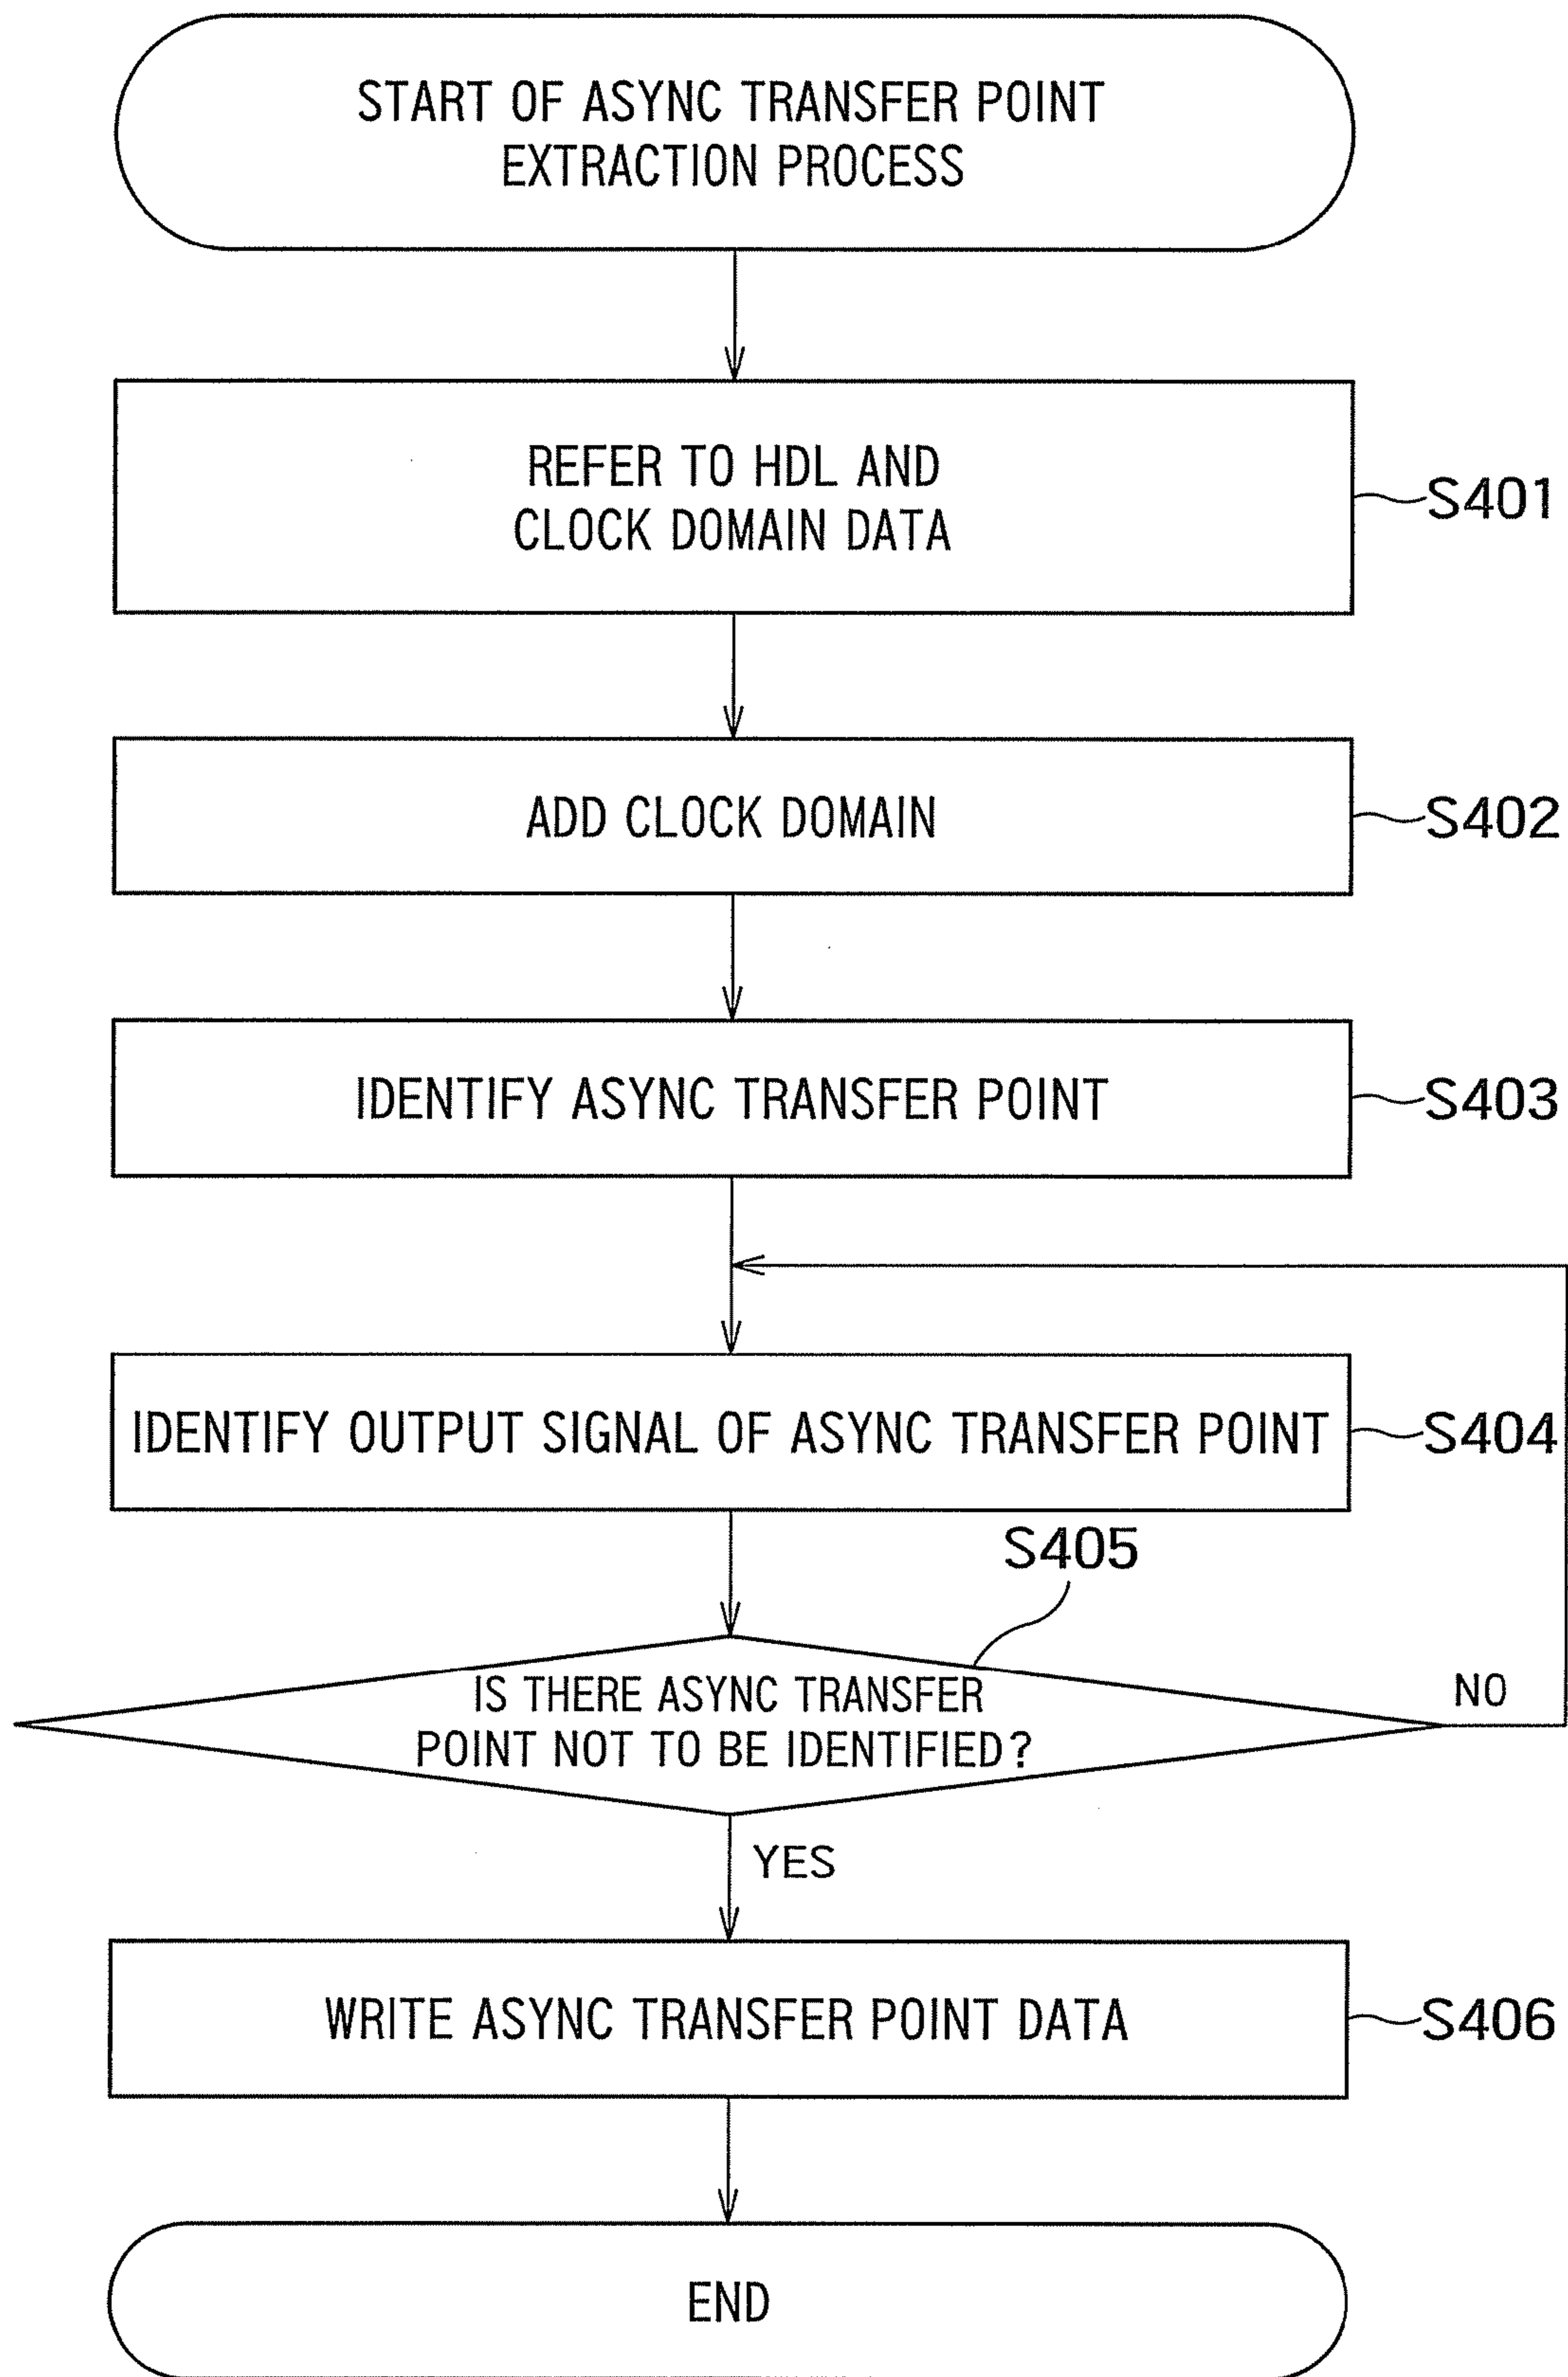 START OF ASYNC TRANSFER POINT
EXTRACTION PROCESS
REFER TO HDL AND
CLOCK DOMAIN DATA
S401
ADD CLOCK DOMAIN
S402
IDENTIFY ASYNC TRANSFER POINT
S403
IDENTIFY OUTPUT SIGNAL OF ASYNC TRANSFER POINT
S404
S405
IS THERE ASYNC TRANSFER
POINT NOT TO BE IDENTIFIED?
NO
YES
WRITE ASYNC TRANSFER POINT DATA
S406
END